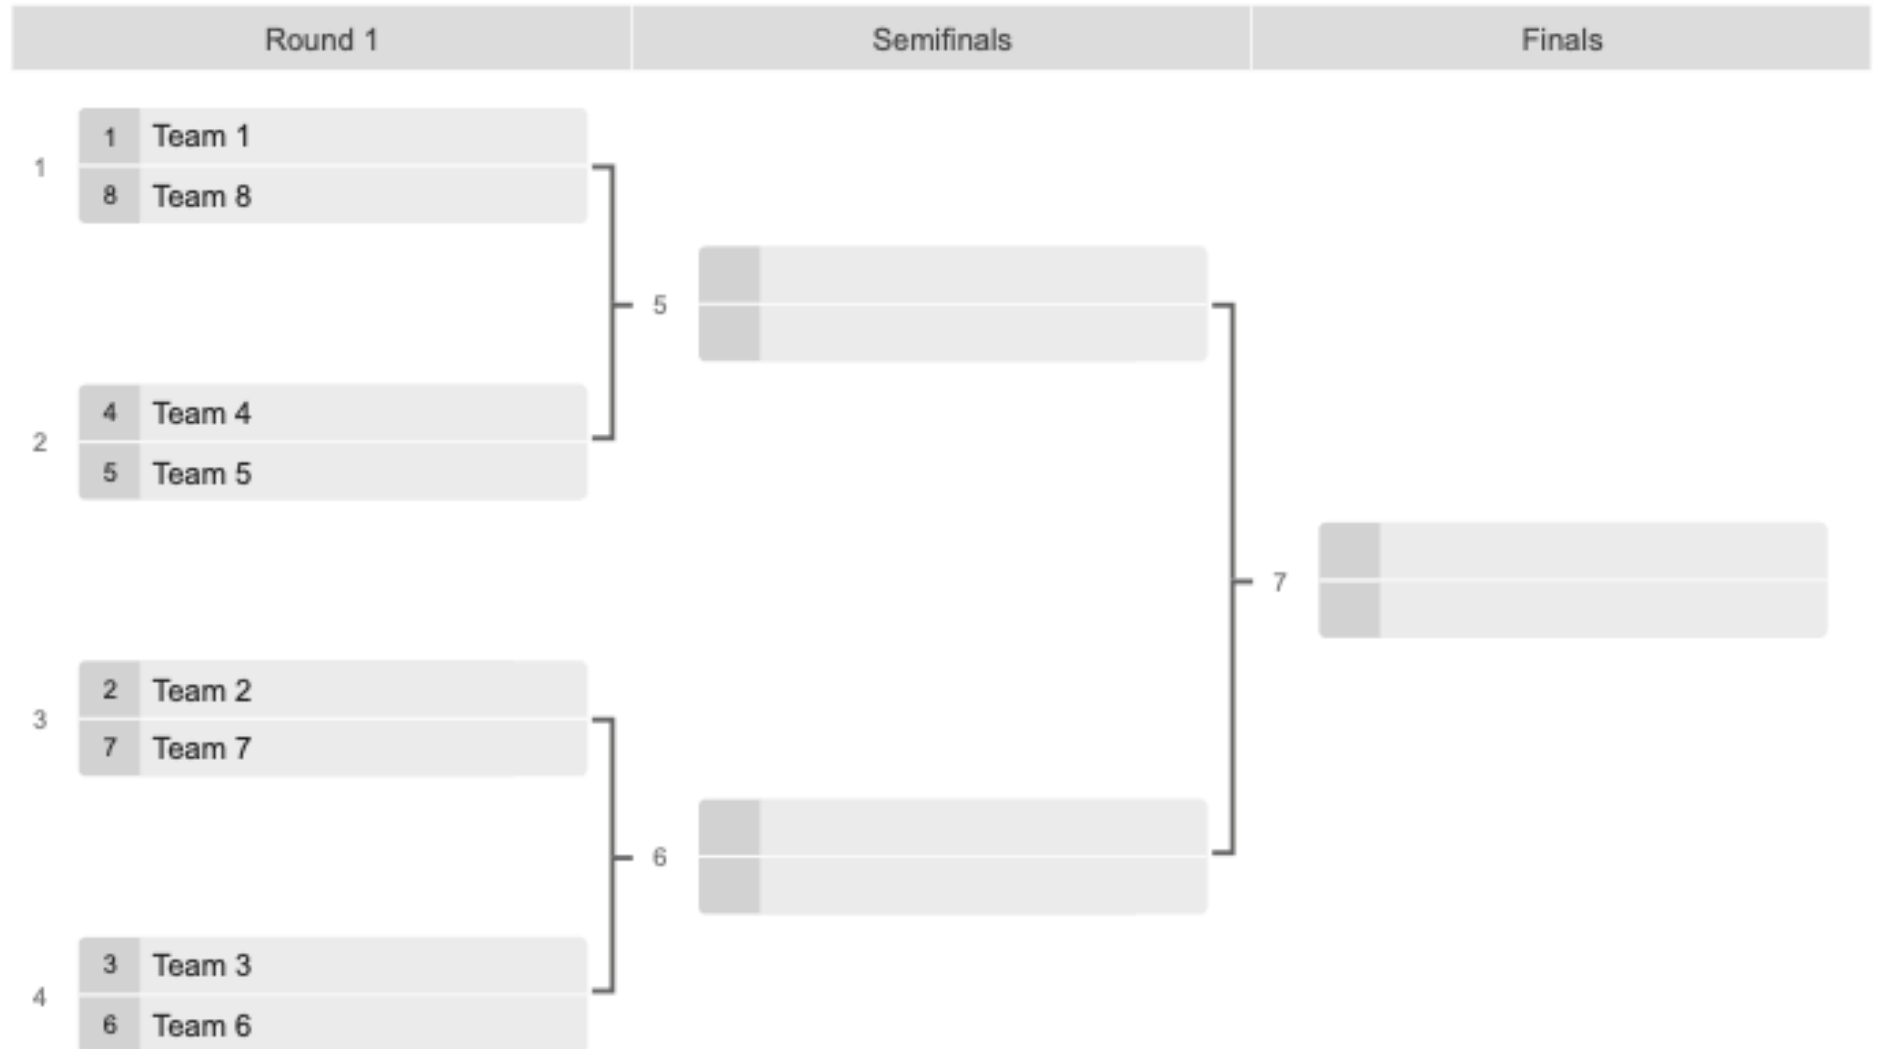 Round 1 Semifinals Finals
1
1 Team 1
8 Team 8
2
4 Team 4
5 Team 5
3
2 Team 2
7 Team 7
4
3 Team 3
6 Team 6
5
6
7